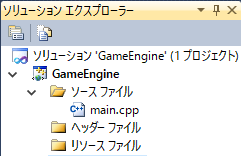 ソリューション エクスプローラー
ソリューション 'GameEngine' (1 プロジェクト)
GameEngine
ソース ファイル
main.cpp
ヘッダー ファイル
リソース ファイル